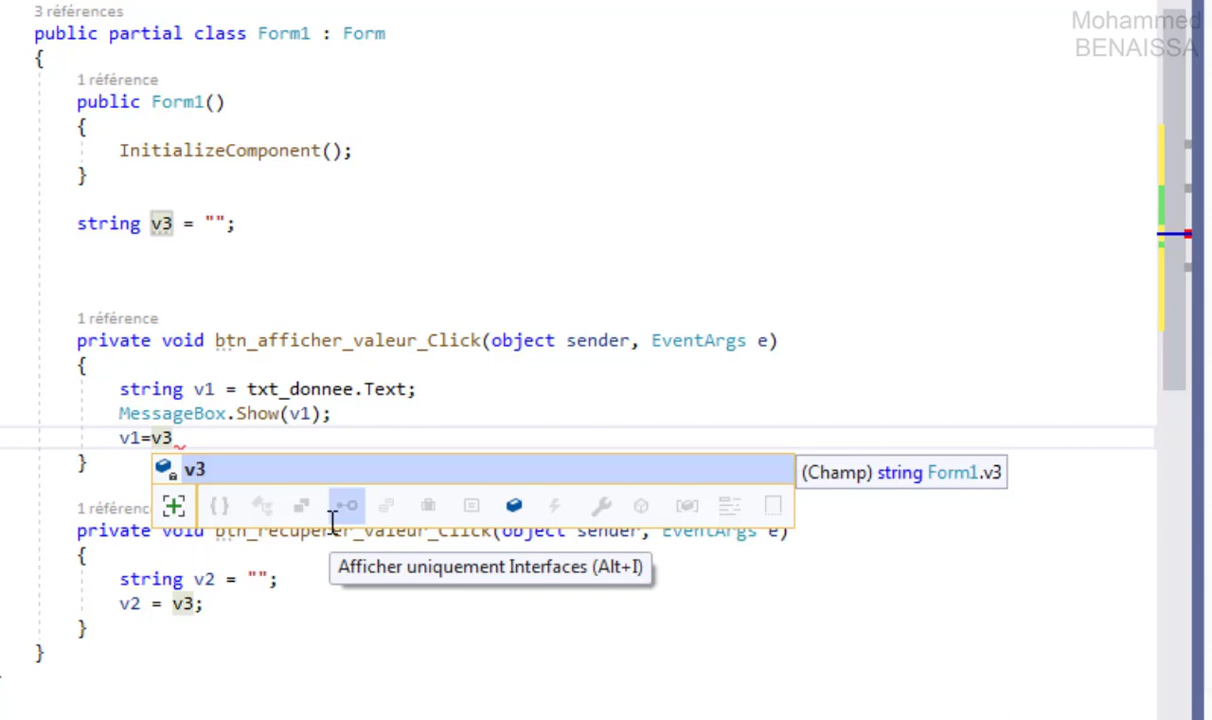 3 références
Mohammed
BENAISSA
public partial class Form1 : Form
{
1 référence
public Form1()
{
InitializeComponent();
}
string v3 = "";
1 référence
private void btn_afficher_valeur_Click(object sender, EventArgs e)
{
string v1 = txt_donnee.Text;
MessageBox.Show(v1);
v1=v3
}
v3
(Champ) string Form1.v3
1 référenc
private void btn_recuperer_valeur_Click(object sender, EventArgs e)
{
Afficher uniquement Interfaces (Alt+I)
string v2 = "";
v2 = v3;
}
}